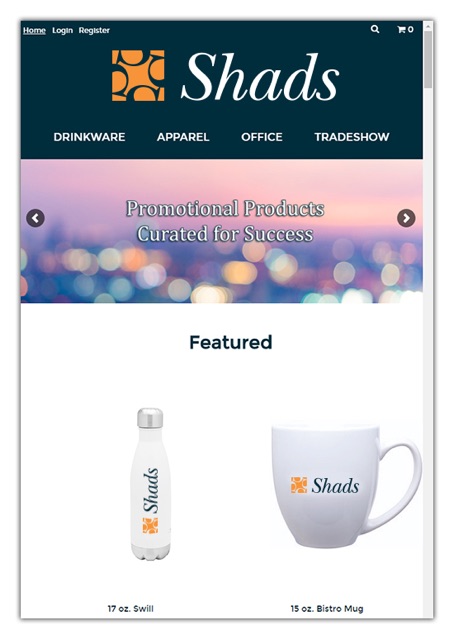 Home Login Register 0
Shads
DRINKWARE APPAREL OFFICE TRADESHOW
Promotional Products
Curated for Success
Featured
Shads
Shads
17 oz. Swill 15 oz. Bistro Mug